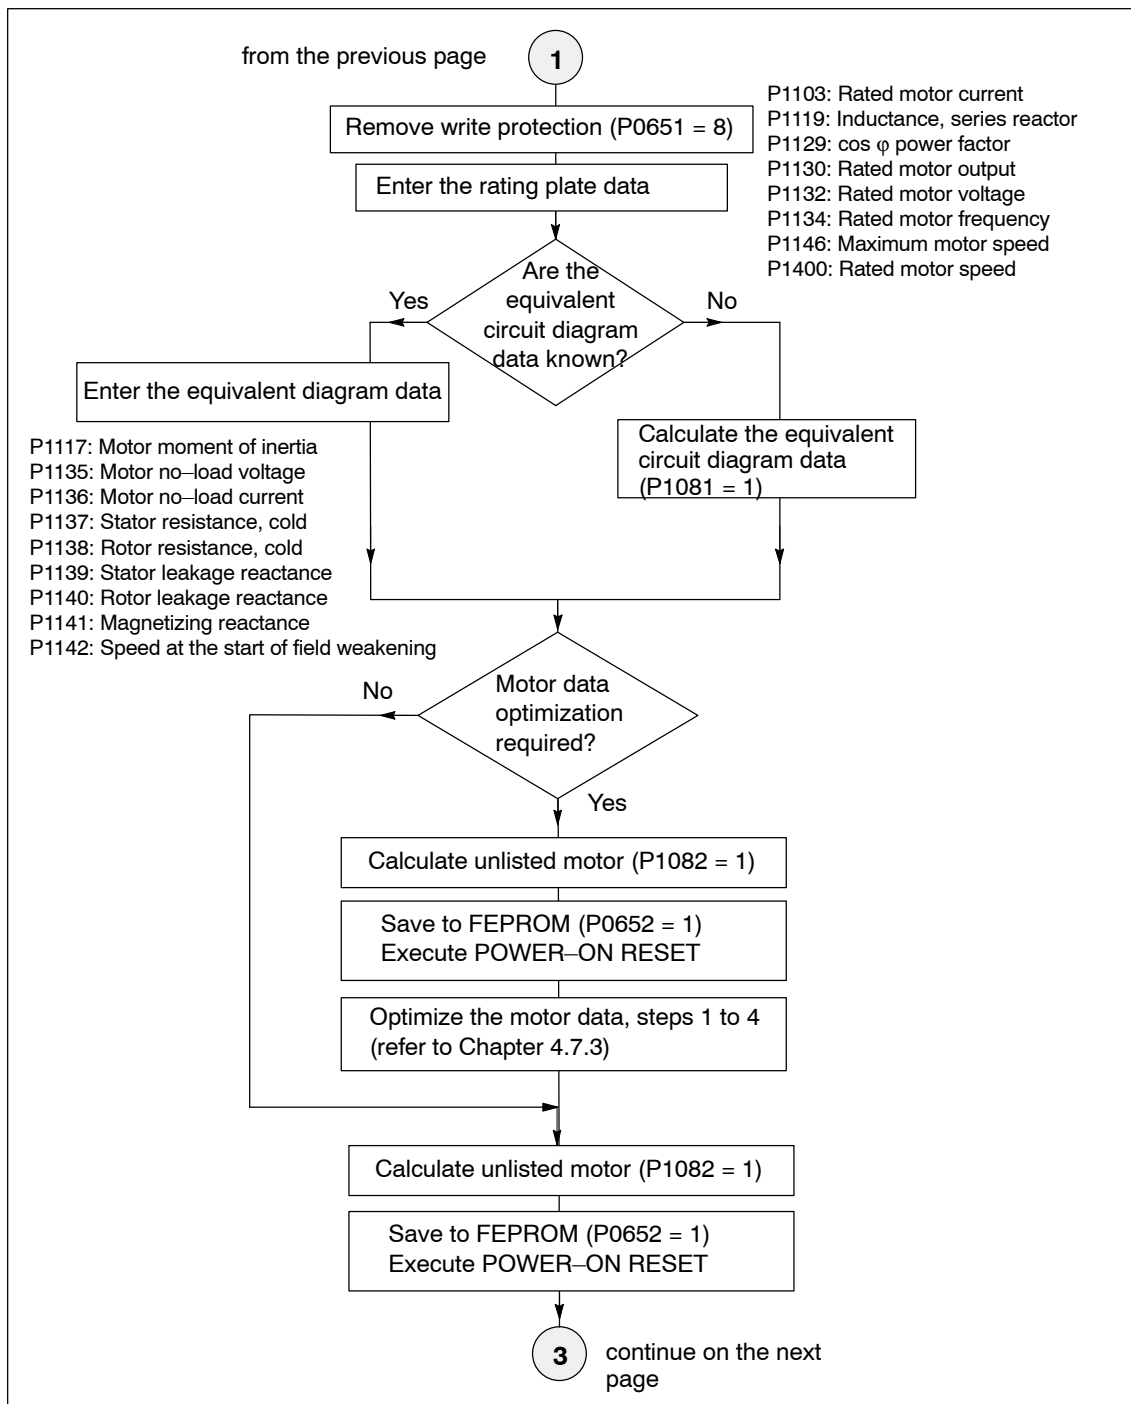 from the previous page
1
Remove write protection (P0651 = 8)
Enter the rating plate data
P1103: Rated motor current
P1119: Inductance, series reactor
P1129: cos φ power factor
P1130: Rated motor output
P1132: Rated motor voltage
P1134: Rated motor frequency
P1146: Maximum motor speed
P1400: Rated motor speed
Are the
equivalent
circuit diagram
data known?
Yes
No
Enter the equivalent diagram data
P1117: Motor moment of inertia
P1135: Motor no–load voltage
P1136: Motor no–load current
P1137: Stator resistance, cold
P1138: Rotor resistance, cold
P1139: Stator leakage reactance
P1140: Rotor leakage reactance
P1141: Magnetizing reactance
P1142: Speed at the start of field weakening
Calculate the equivalent
circuit diagram data
(P1081 = 1)
Motor data
optimization
required?
No
Yes
Calculate unlisted motor (P1082 = 1)
Save to FEPROM (P0652 = 1)
Execute POWER–ON RESET
Optimize the motor data, steps 1 to 4
(refer to Chapter 4.7.3)
Calculate unlisted motor (P1082 = 1)
Save to FEPROM (P0652 = 1)
Execute POWER–ON RESET
3
continue on the next
page